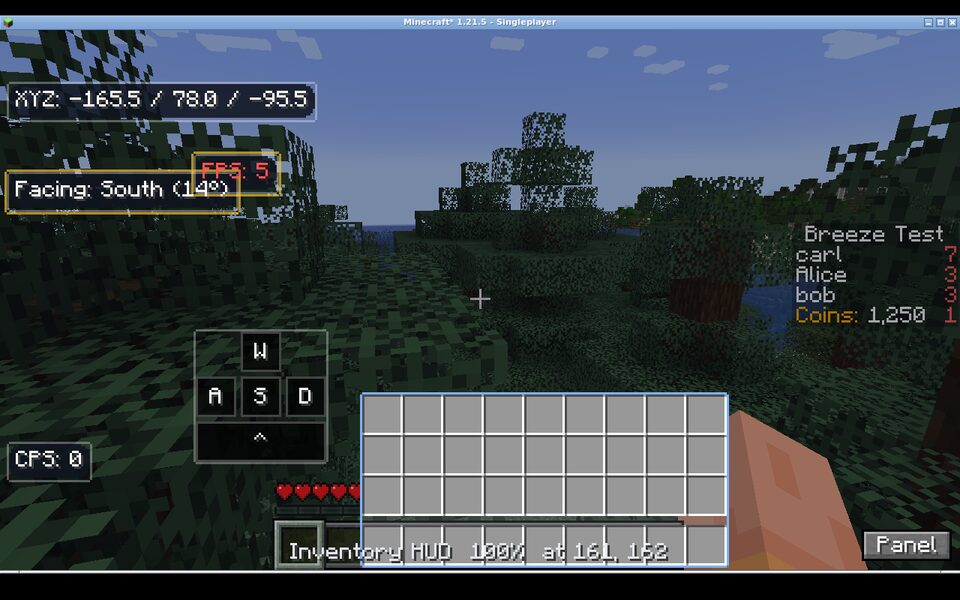 Minecraft* 1.21.5 - Singleplayer
XYZ: -165.5 / 78.0 / -95.5
FPS: 5
Facing: South (14°)
Breeze Test
carl 7
Alice 3
bob 3
Coins: 1,250 1
W
A S D
^
CPS: 0
Inventory HUD 100% at 161, 162
Panel